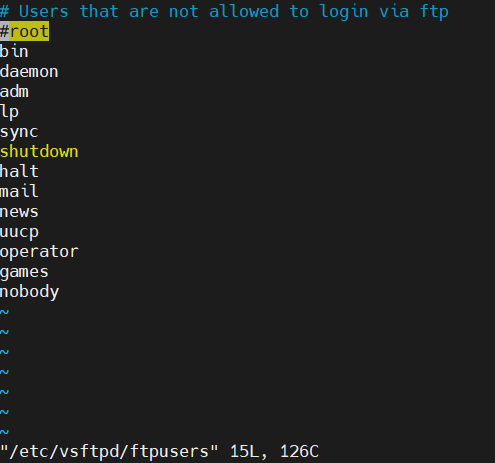 # Users that are not allowed to login via ftp
#root
bin
daemon
adm
lp
sync
shutdown
halt
mail
news
uucp
operator
games
nobody
~
~
~
~
~
~
~
"/etc/vsftpd/ftpusers" 15L, 126C